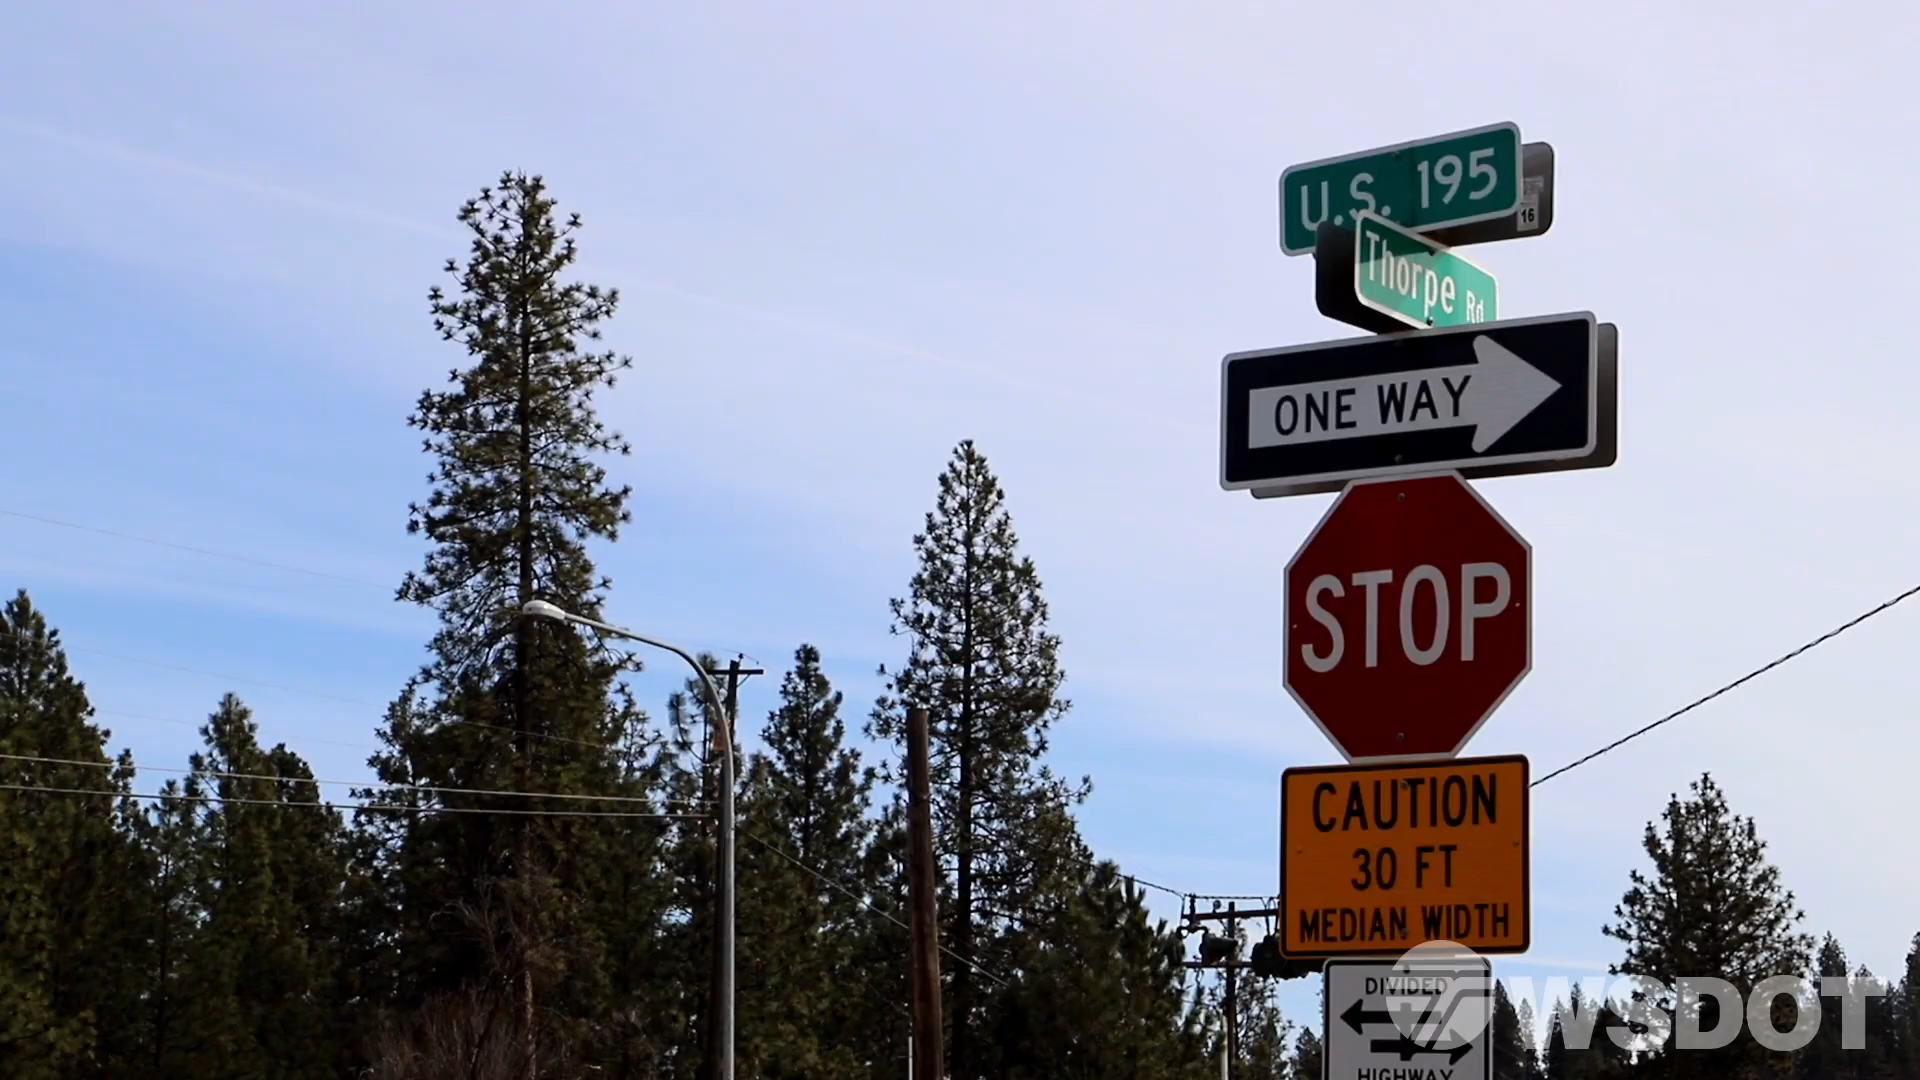 U.S. 195
16
Thorpe Rd
ONE WAY
STOP
CAUTION
30 FT
MEDIAN WIDTH
DIVIDED
HIGHWAY
WSDOT